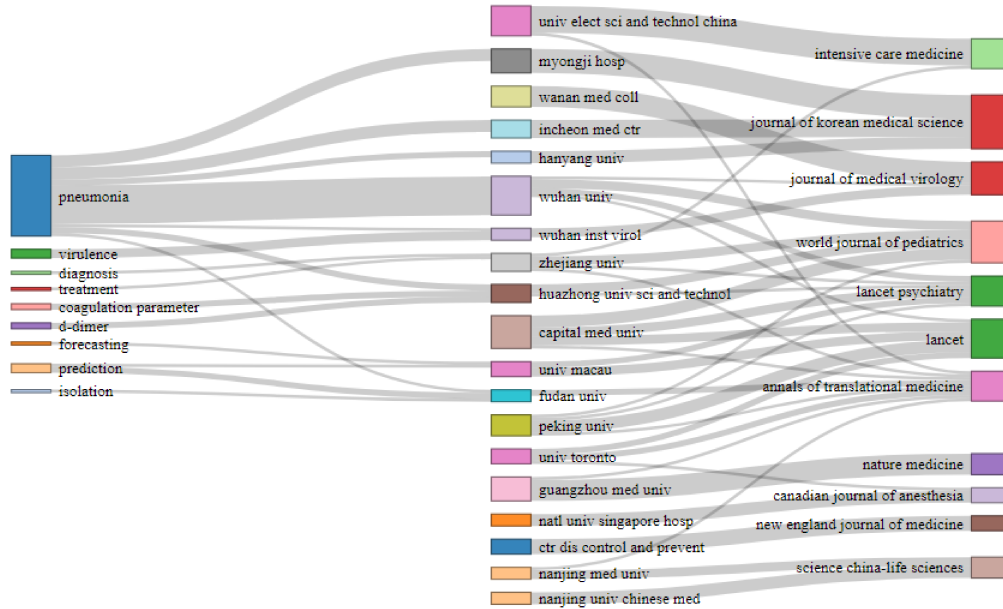 pneumonia
virulence
diagnosis
treatment
coagulation parameter
d-dimer
forecasting
prediction
isolation
univ elect sci and technol china
myongji hosp
wanan med coll
incheon med ctr
hanyang univ
wuhan univ
wuhan inst virol
zhejiang univ
huazhong univ sci and technol
capital med univ
univ macau
fudan univ
peking univ
univ toronto
guangzhou med univ
natl univ singapore hosp
ctr dis control and prevent
nanjing med univ
nanjing univ chinese med
intensive care medicine
journal of korean medical science
journal of medical virology
world journal of pediatrics
lancet psychiatry
lancet
annals of translational medicine
nature medicine
canadian journal of anesthesia
new england journal of medicine
science china-life sciences